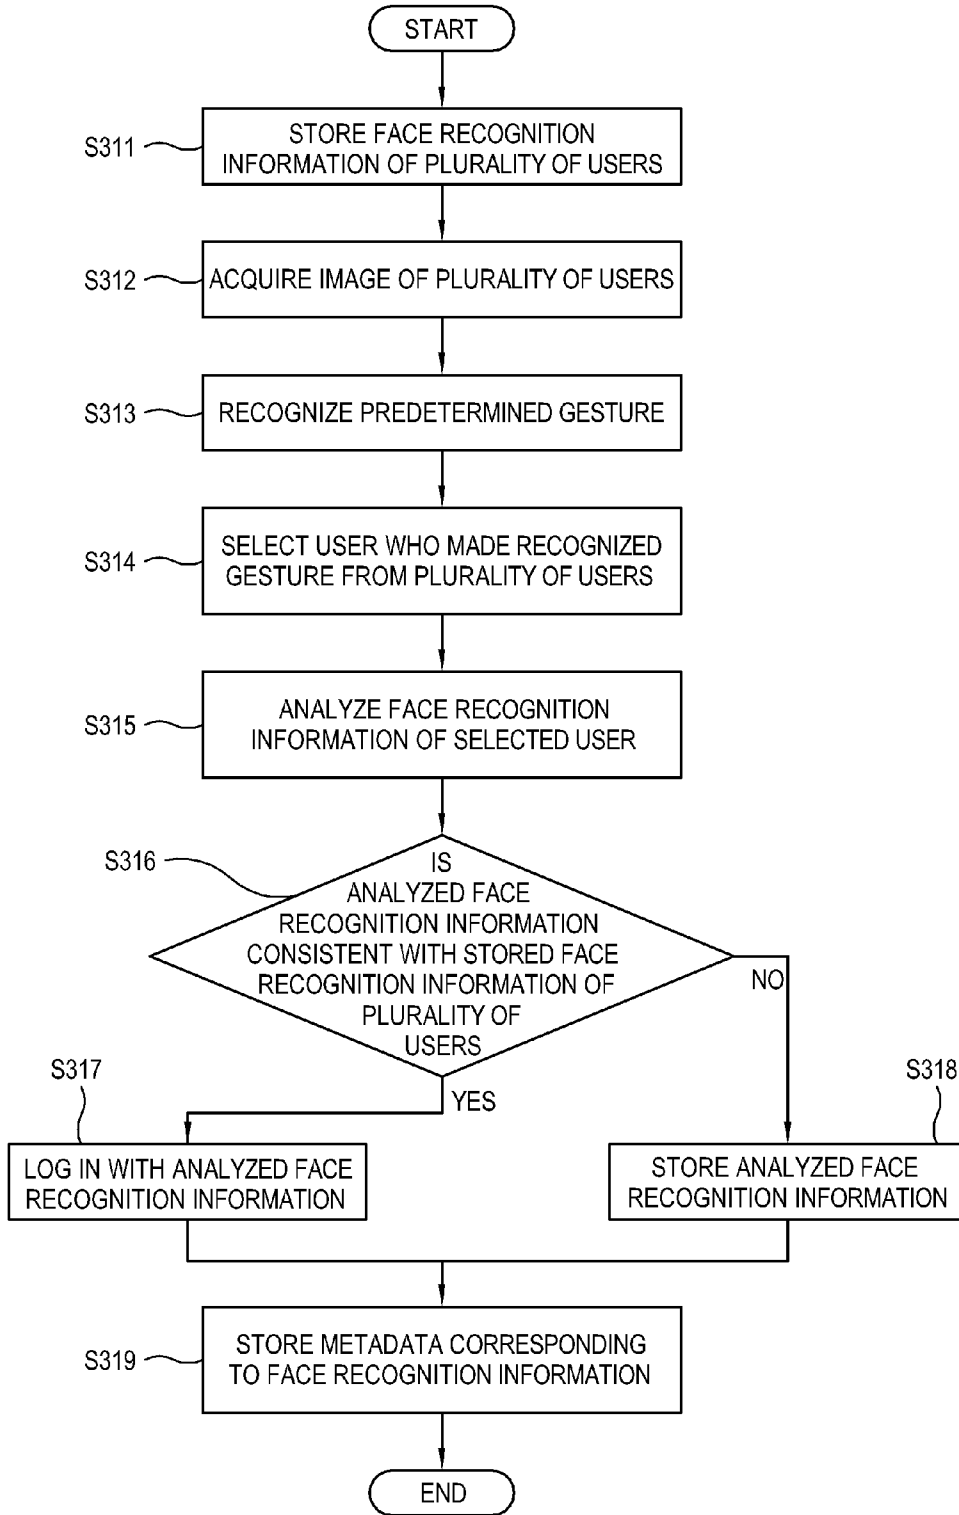 START
S311
STORE FACE RECOGNITION
INFORMATION OF PLURALITY OF USERS
S312
ACQUIRE IMAGE OF PLURALITY OF USERS
S313
RECOGNIZE PREDETERMINED GESTURE
S314
SELECT USER WHO MADE RECOGNIZED
GESTURE FROM PLURALITY OF USERS
S315
ANALYZE FACE RECOGNITION
INFORMATION OF SELECTED USER
S316
IS
ANALYZED FACE
RECOGNITION INFORMATION
CONSISTENT WITH STORED FACE
RECOGNITION INFORMATION OF
PLURALITY OF
USERS
NO
YES
S317
LOG IN WITH ANALYZED FACE
RECOGNITION INFORMATION
S318
STORE ANALYZED FACE
RECOGNITION INFORMATION
S319
STORE METADATA CORRESPONDING
TO FACE RECOGNITION INFORMATION
END